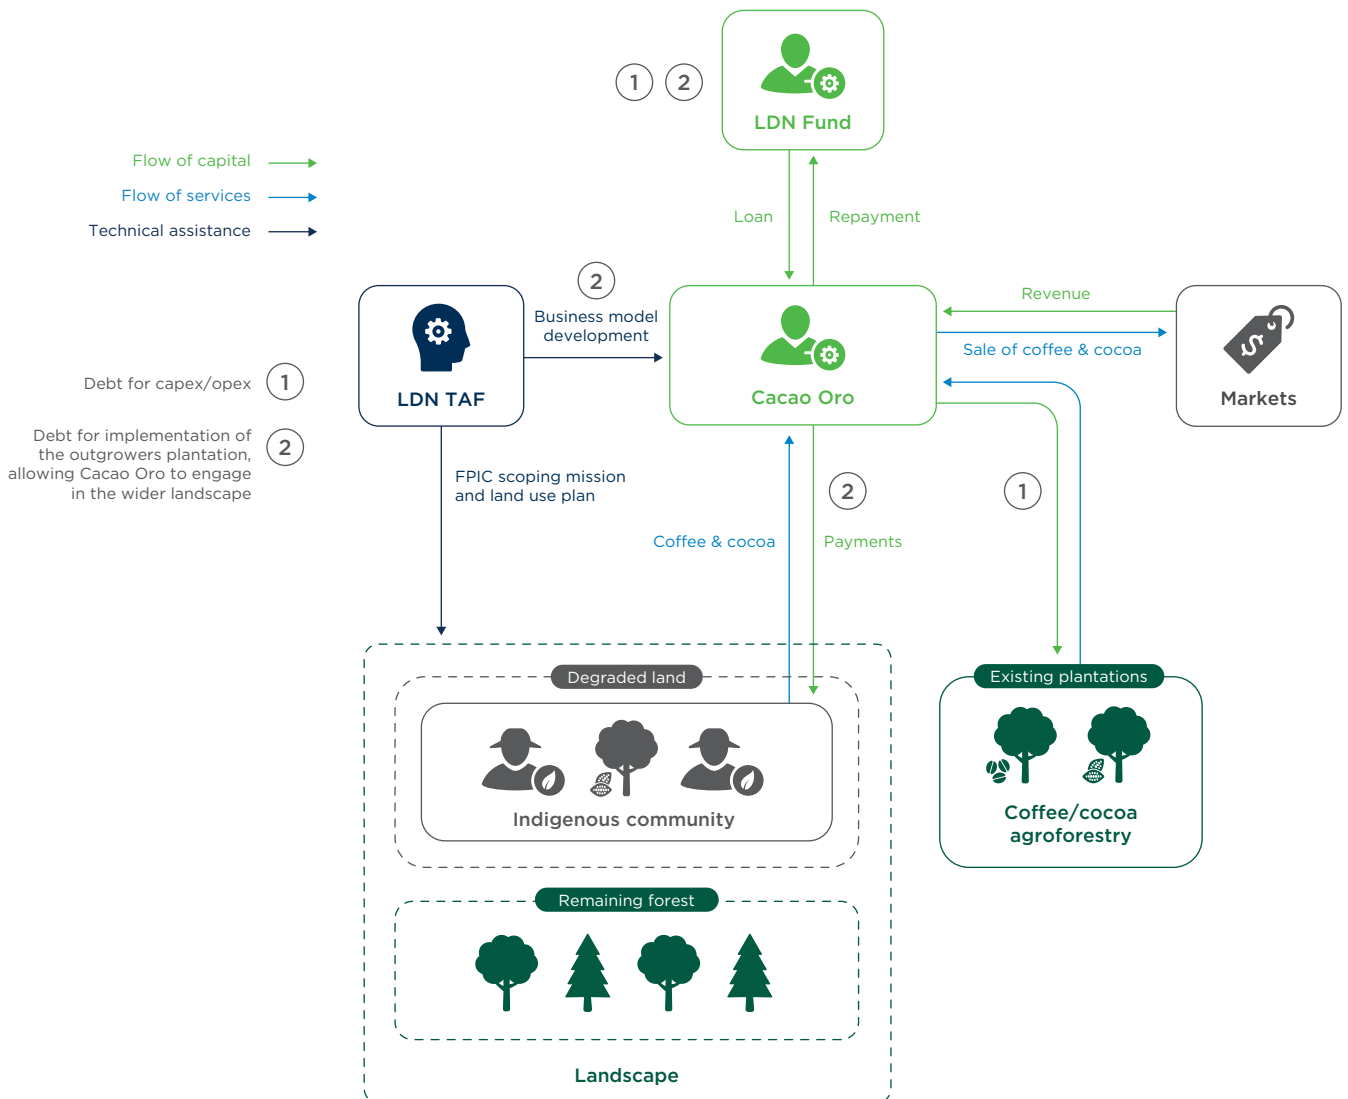 1 2
LDN Fund
Flow of capital
Flow of services
Technical assistance
Loan
Repayment
2
Business model
development
LDN TAF
Cacao Oro
Revenue
Sale of coffee & cocoa
Markets
Debt for capex/opex 1
Debt for implementation of
the outgrowers plantation,
allowing Cacao Oro to engage
in the wider landscape
2
FPIC scoping mission
and land use plan
2
1
Coffee & cocoa
Payments
Degraded land
Indigenous community
Existing plantations
Coffee/cocoa
agroforestry
Remaining forest
Landscape